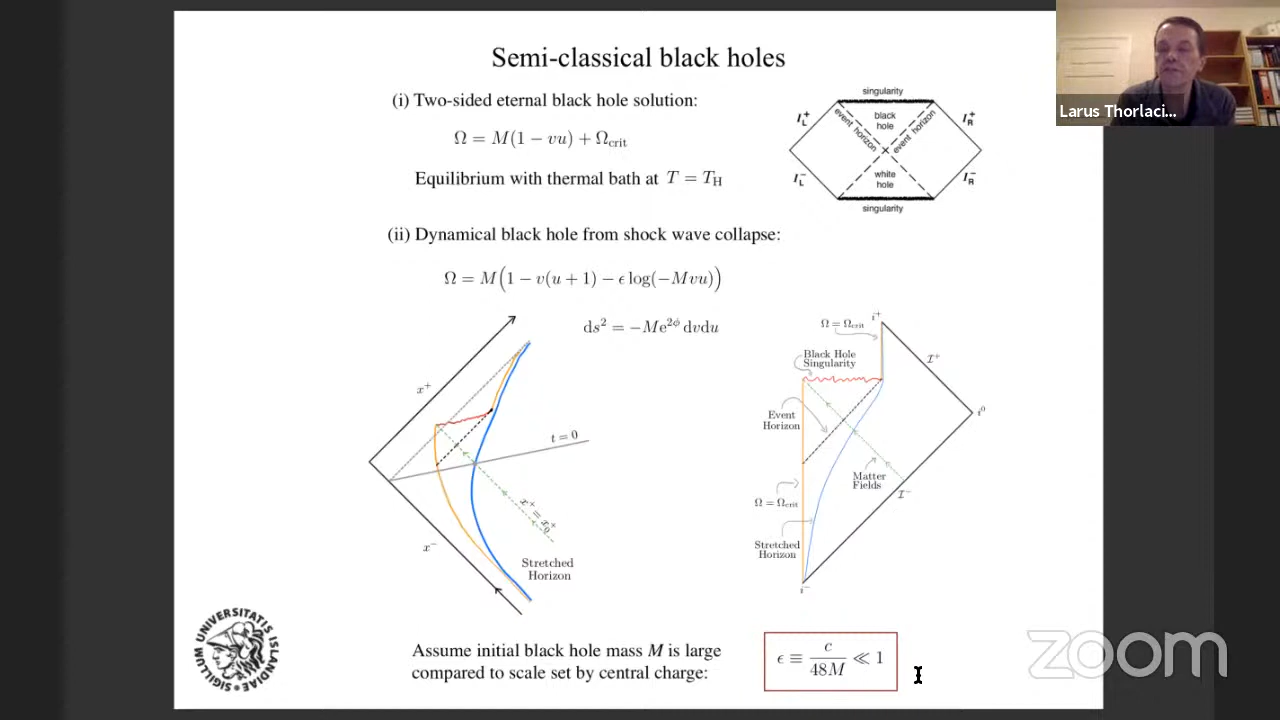 Semi-classical black holes
(i) Two-sided eternal black hole solution:
Ω = M(1 − vu) + Ω_crit
Equilibrium with thermal bath at T = T_H
singularity
I_L^+
event horizon
black
hole
event horizon
I_R^+
I_L^-
white
hole
I_R^-
singularity
(ii) Dynamical black hole from shock wave collapse:
Ω = M(1 − v(u + 1) − ϵ log(−Mvu))
ds² = −Me^{2ϕ} dvdu
x^+
t = 0
x^+ = x_0^+
x^-
Stretched
Horizon
Ω = Ω_crit
i^+
Black Hole
Singularity
I^+
Event
Horizon
i^0
Matter
Fields
I^-
Ω = Ω_crit
Stretched
Horizon
i^-
Assume initial black hole mass M is large
compared to scale set by central charge:
ϵ ≡ c/48M ≪ 1
SIGILLUM UNIVERSITATIS ISLANDIAE
Larus Thorlaci...
zoom